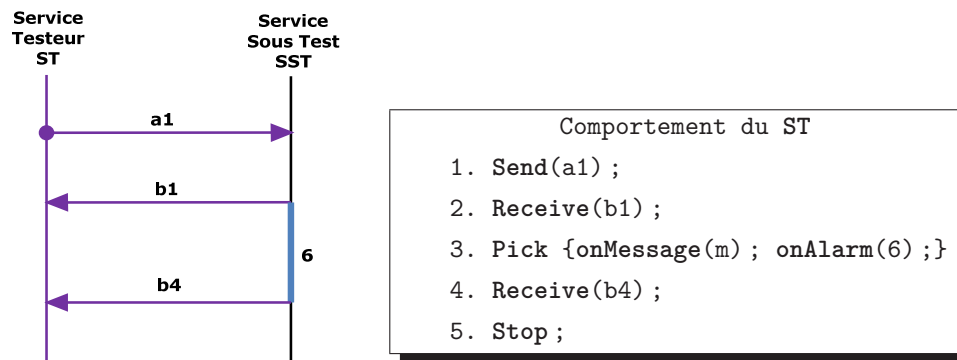 Service
Testeur
ST
Service
Sous Test
SST
a1
b1
6
b4
Comportement du ST
1. Send(a1) ;
2. Receive(b1) ;
3. Pick {onMessage(m) ; onAlarm(6) ;}
4. Receive(b4) ;
5. Stop ;